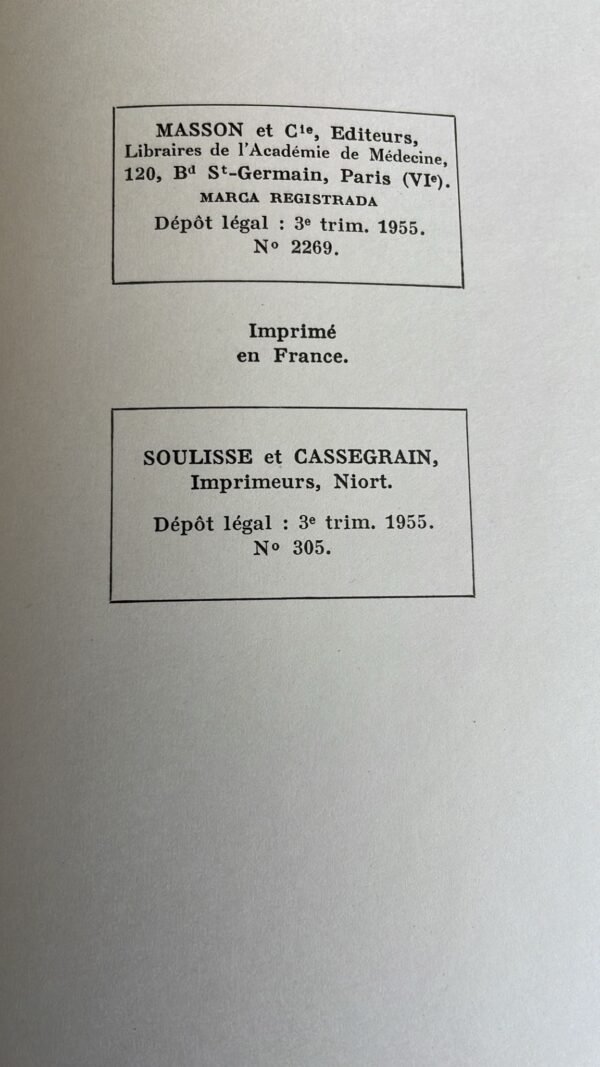 MASSON et Cⁱᵉ, Editeurs,
Libraires de l'Académie de Médecine,
120, Bᵈ Sᵗ-Germain, Paris (VIᵉ).
MARCA REGISTRADA
Dépôt légal : 3ᵉ trim. 1955.
Nᵒ 2269.
Imprimé
en France.
SOULISSE et CASSEGRAIN,
Imprimeurs, Niort.
Dépôt légal : 3ᵉ trim. 1955.
Nᵒ 305.